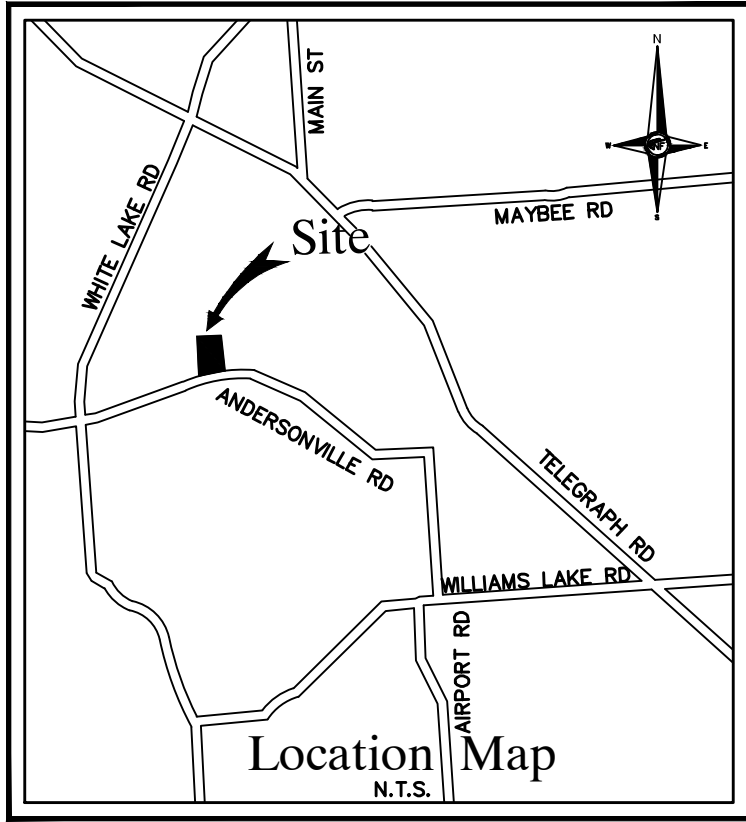 MAIN ST
N
W
NF
E
S
WHITE LAKE RD
MAYBEE RD
Site
ANDERSONVILLE RD
TELEGRAPH RD
WILLIAMS LAKE RD
AIRPORT RD
Location Map
N.T.S.